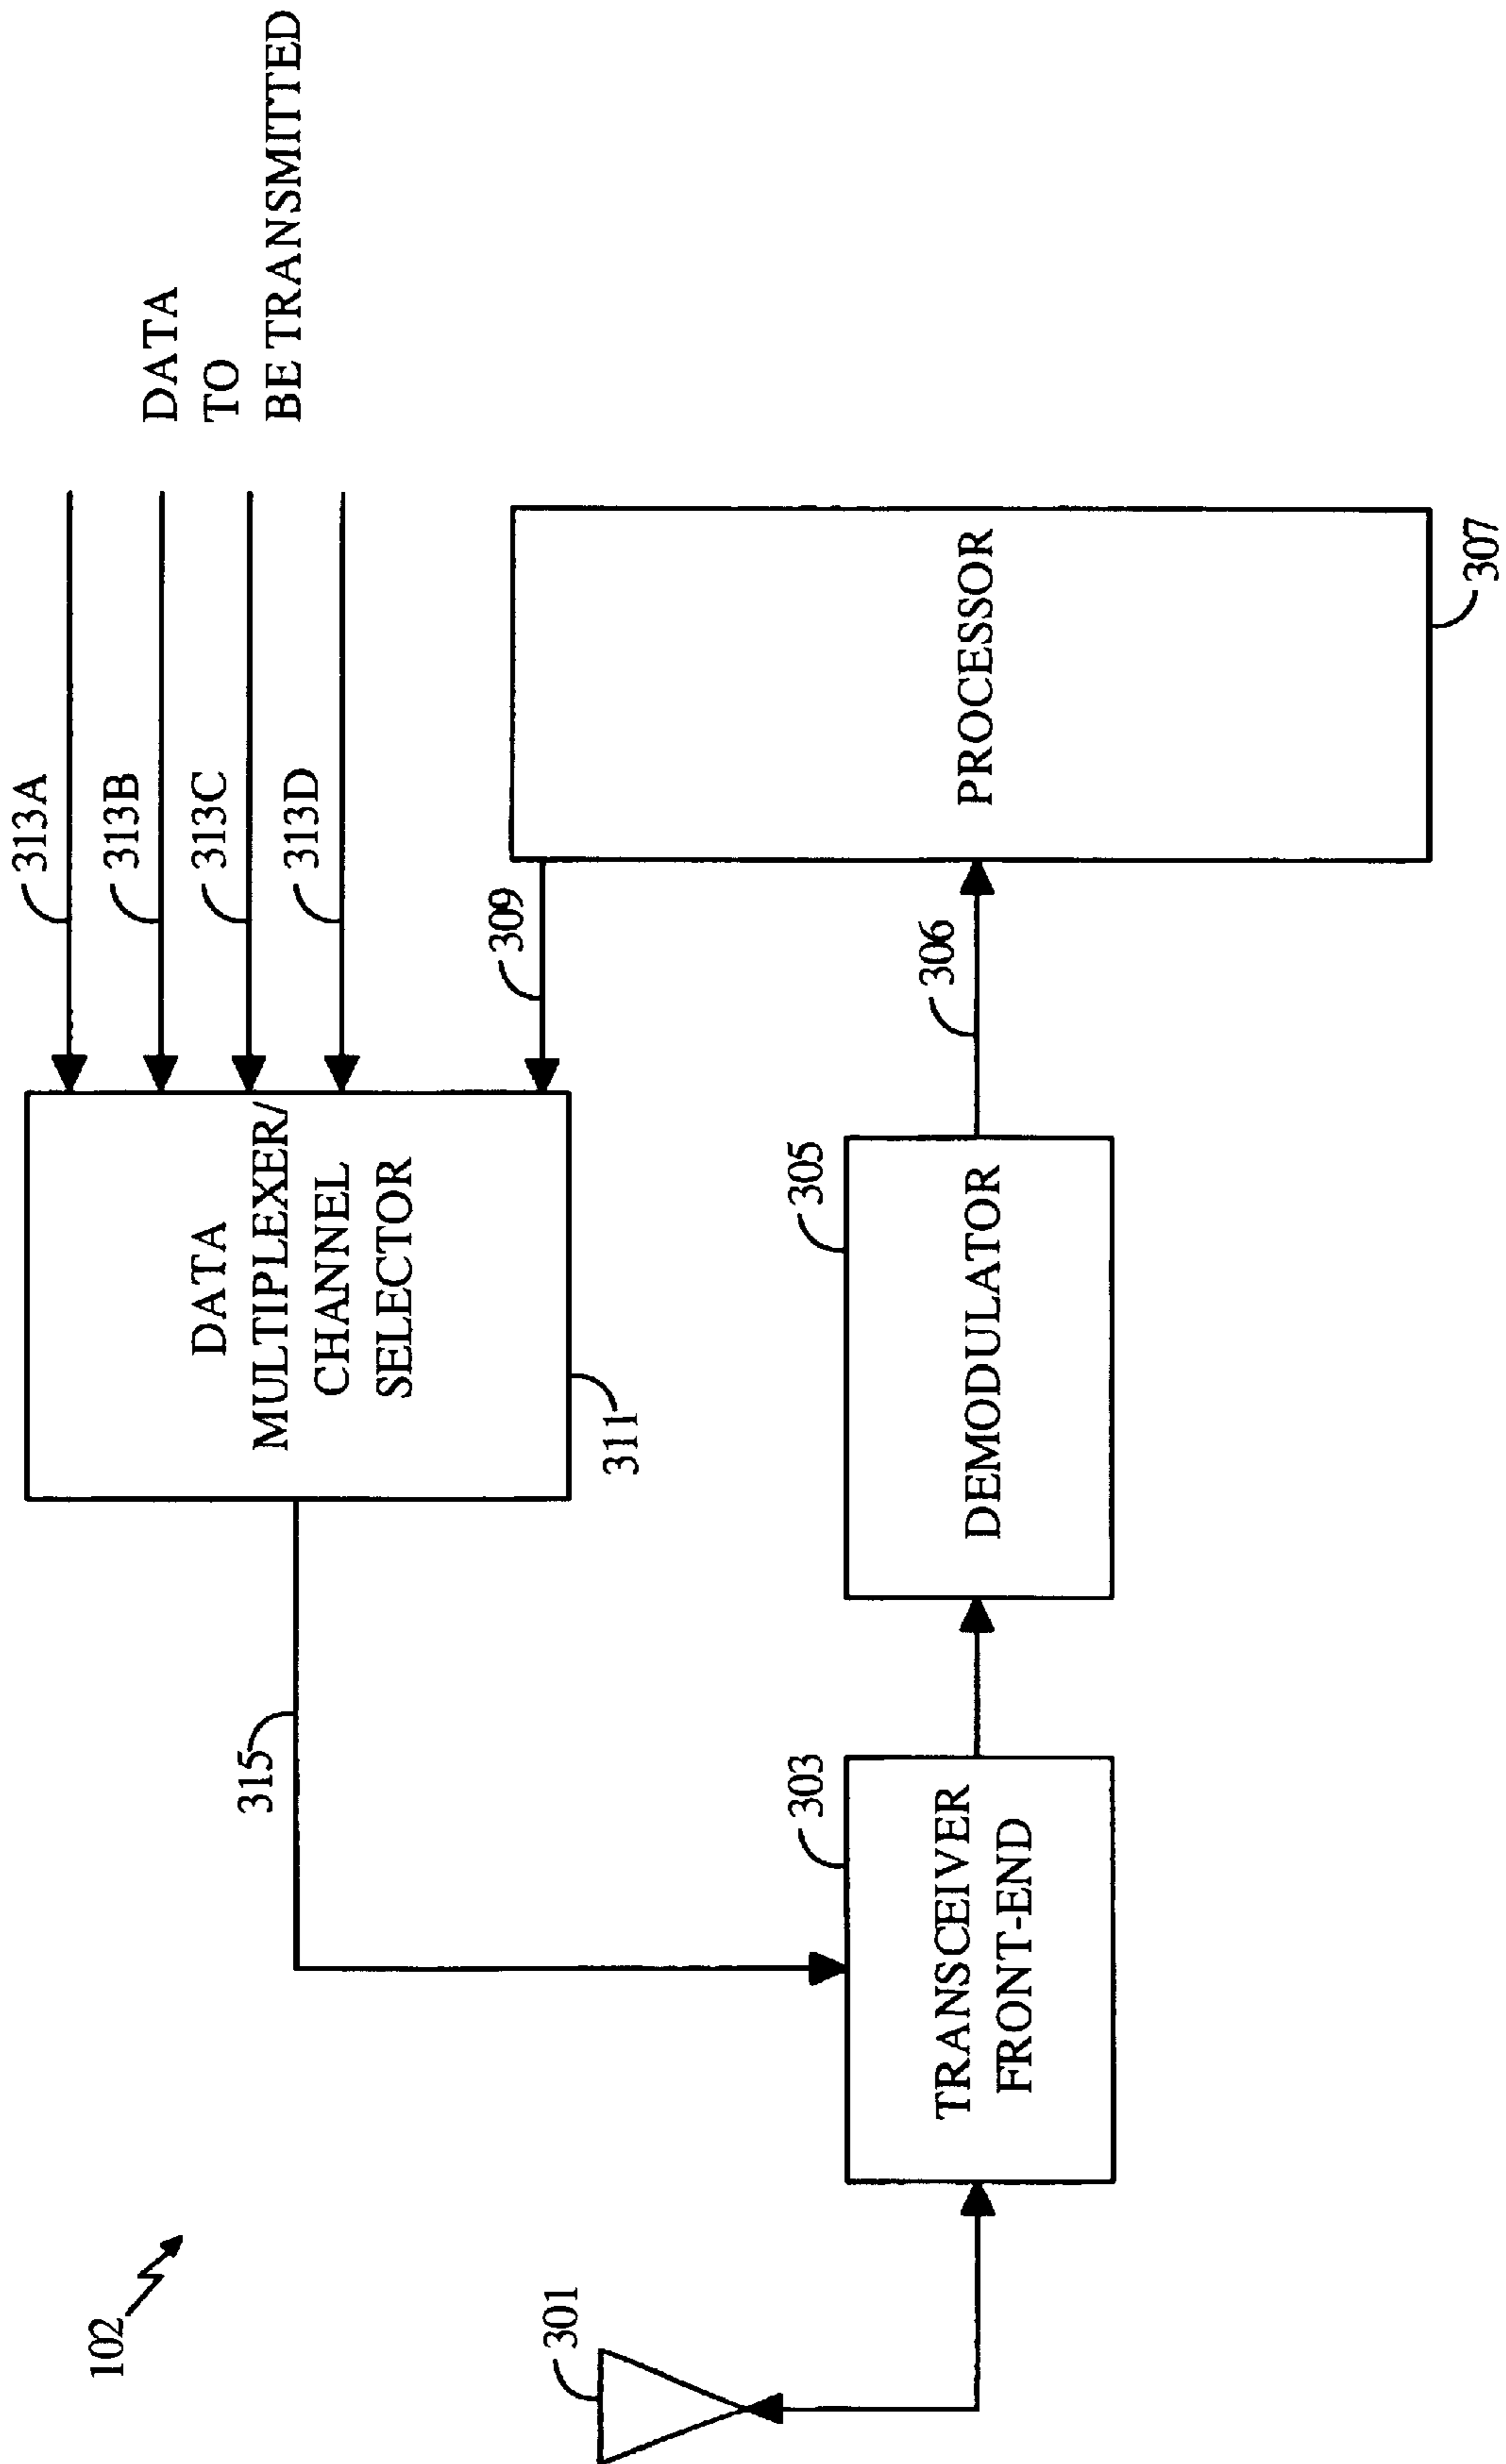 102
301
315
303
TRANSCEIVER
FRONT-END
305
DEMODULATOR
306
307
PROCESSOR
309
311
DATA
MULTIPLEXER/
CHANNEL
SELECTOR
313A
313B
313C
313D
DATA
TO
BE TRANSMITTED